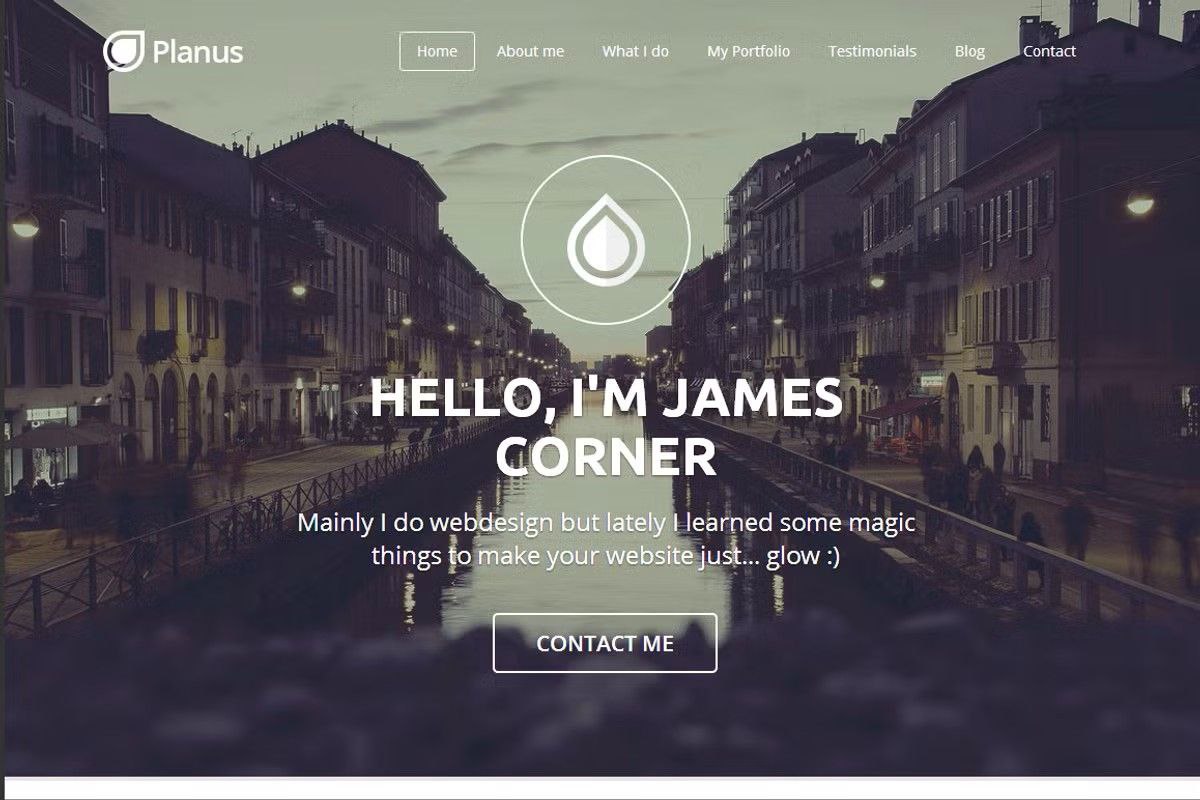 Planus
Home About me What I do My Portfolio Testimonials Blog Contact
HELLO, I'M JAMES
CORNER
Mainly I do webdesign but lately I learned some magic
things to make your website just... glow :)
CONTACT ME